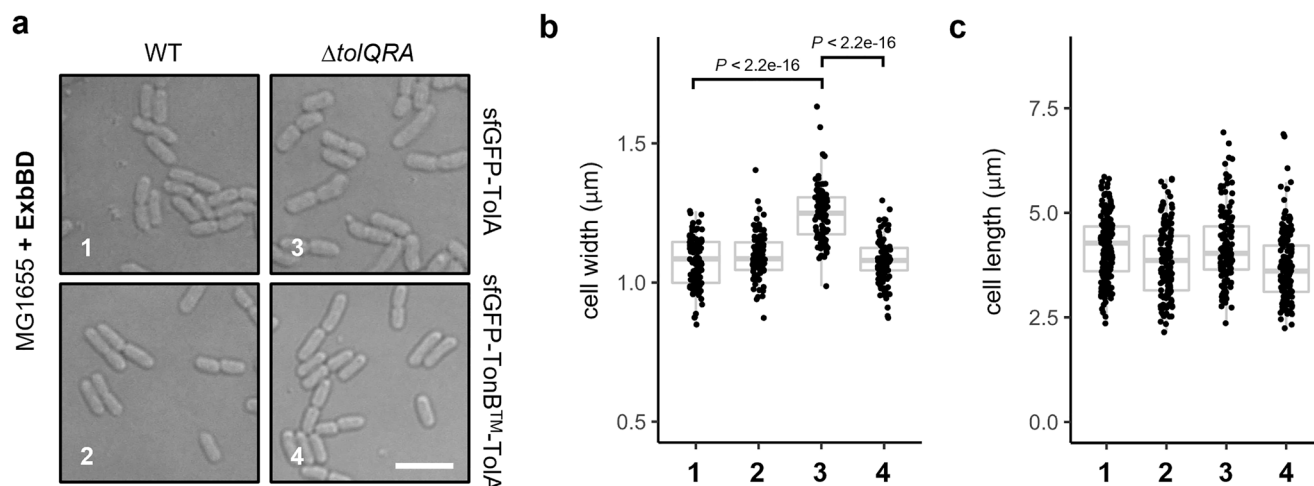 a
WT
ΔtolQRA
MG1655 + ExbBD
1
3
sfGFP-TolA
2
4
sfGFP-TonBᵀᴹ-TolA
b
P < 2.2e-16
P < 2.2e-16
cell width (µm)
1.5
1.0
0.5
1 2 3 4
c
cell length (µm)
7.5
5.0
2.5
0.0
1 2 3 4